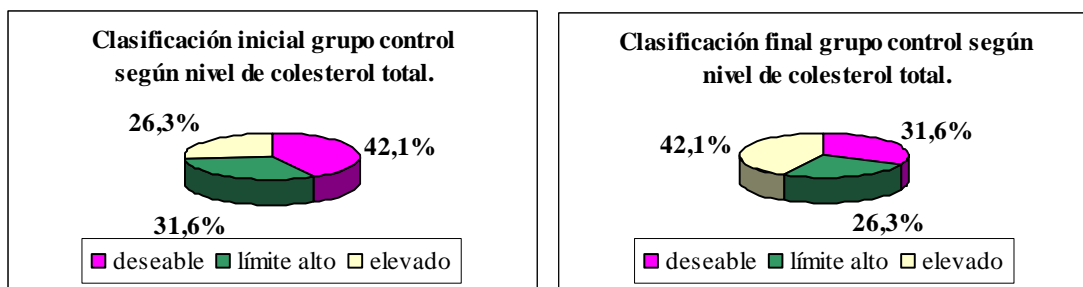 Clasificación inicial grupo control
según nivel de colesterol total.
26,3%
42,1%
31,6%
deseable límite alto elevado
Clasificación final grupo control según
nivel de colesterol total.
42,1%
31,6%
26,3%
deseable límite alto elevado